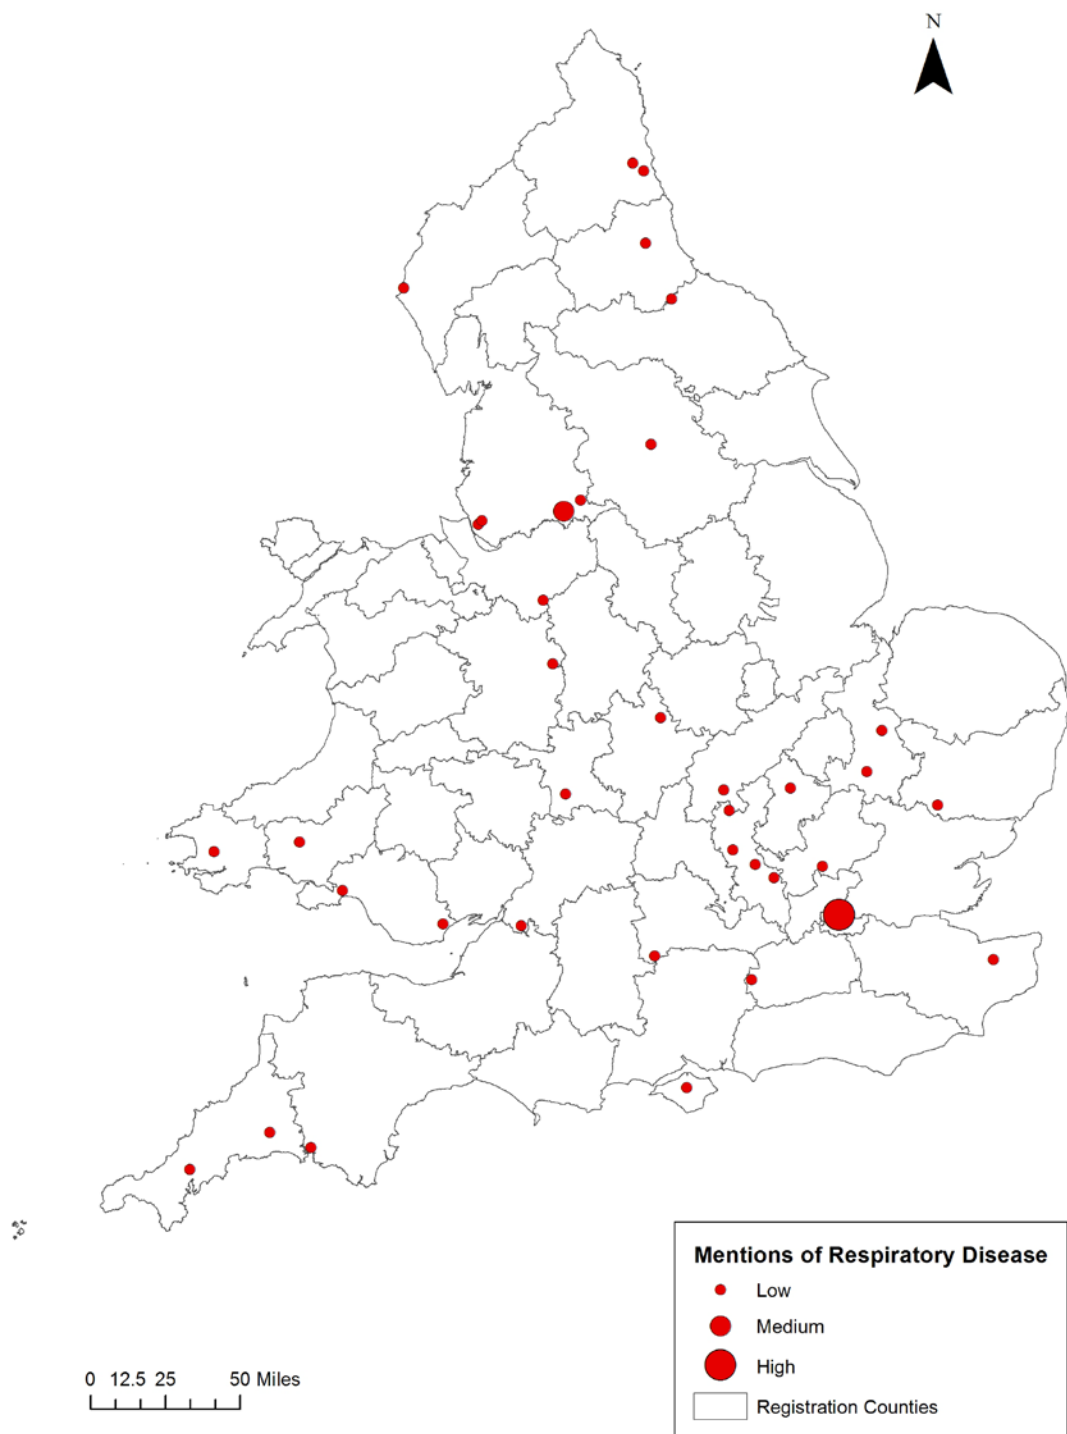 N
Mentions of Respiratory Disease
Low
Medium
High
Registration Counties
0 12.5 25 50 Miles